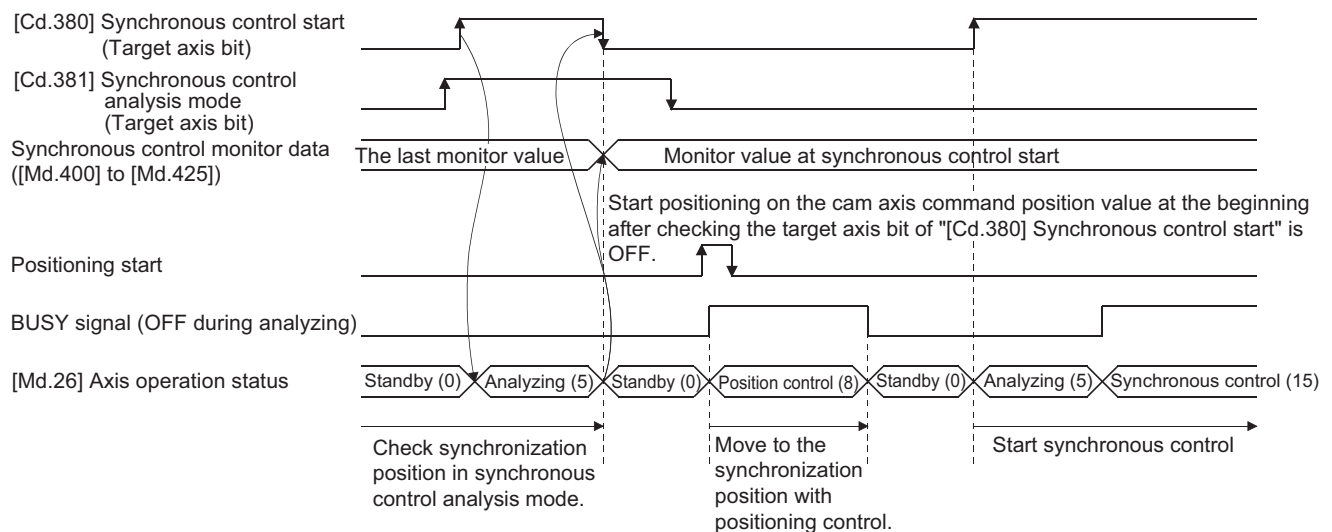 [Cd.380] Synchronous control start
(Target axis bit)
[Cd.381] Synchronous control
analysis mode
(Target axis bit)
Synchronous control monitor data
([Md.400] to [Md.425])
The last monitor value
Monitor value at synchronous control start
Start positioning on the cam axis command position value at the beginning
after checking the target axis bit of "[Cd.380] Synchronous control start" is
OFF.
Positioning start
BUSY signal (OFF during analyzing)
[Md.26] Axis operation status
Standby (0)
Analyzing (5)
Standby (0)
Position control (8)
Standby (0)
Analyzing (5)
Synchronous control (15)
Check synchronization
position in synchronous
control analysis mode.
Move to the
synchronization
position with
positioning control.
Start synchronous control